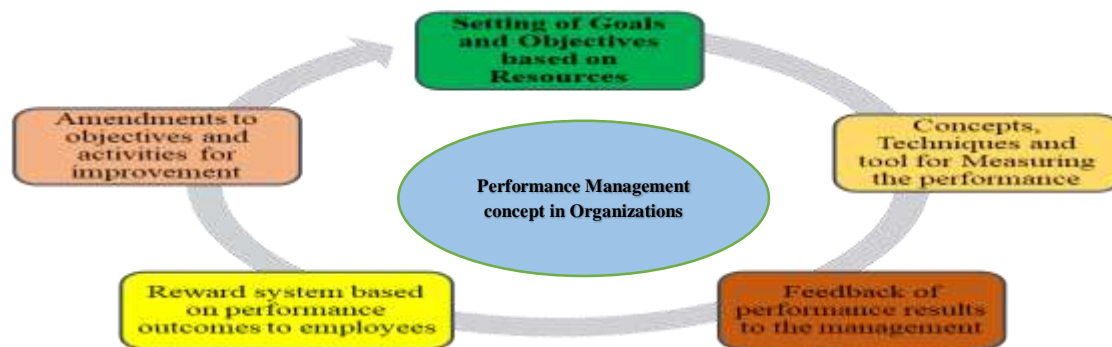 Setting of Goals
and Objectives
based on
Resources
Concepts,
Techniques and
tool for Measuring
the performance
Feedback of
performance results
to the management
Reward system based
on performance
outcomes to employees
Amendments to
objectives and
activities for
improvement
Performance Management
concept in Organizations